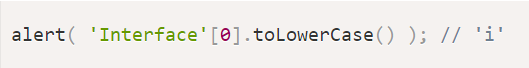 alert( 'Interface'[0].toLowerCase() ); // 'i'